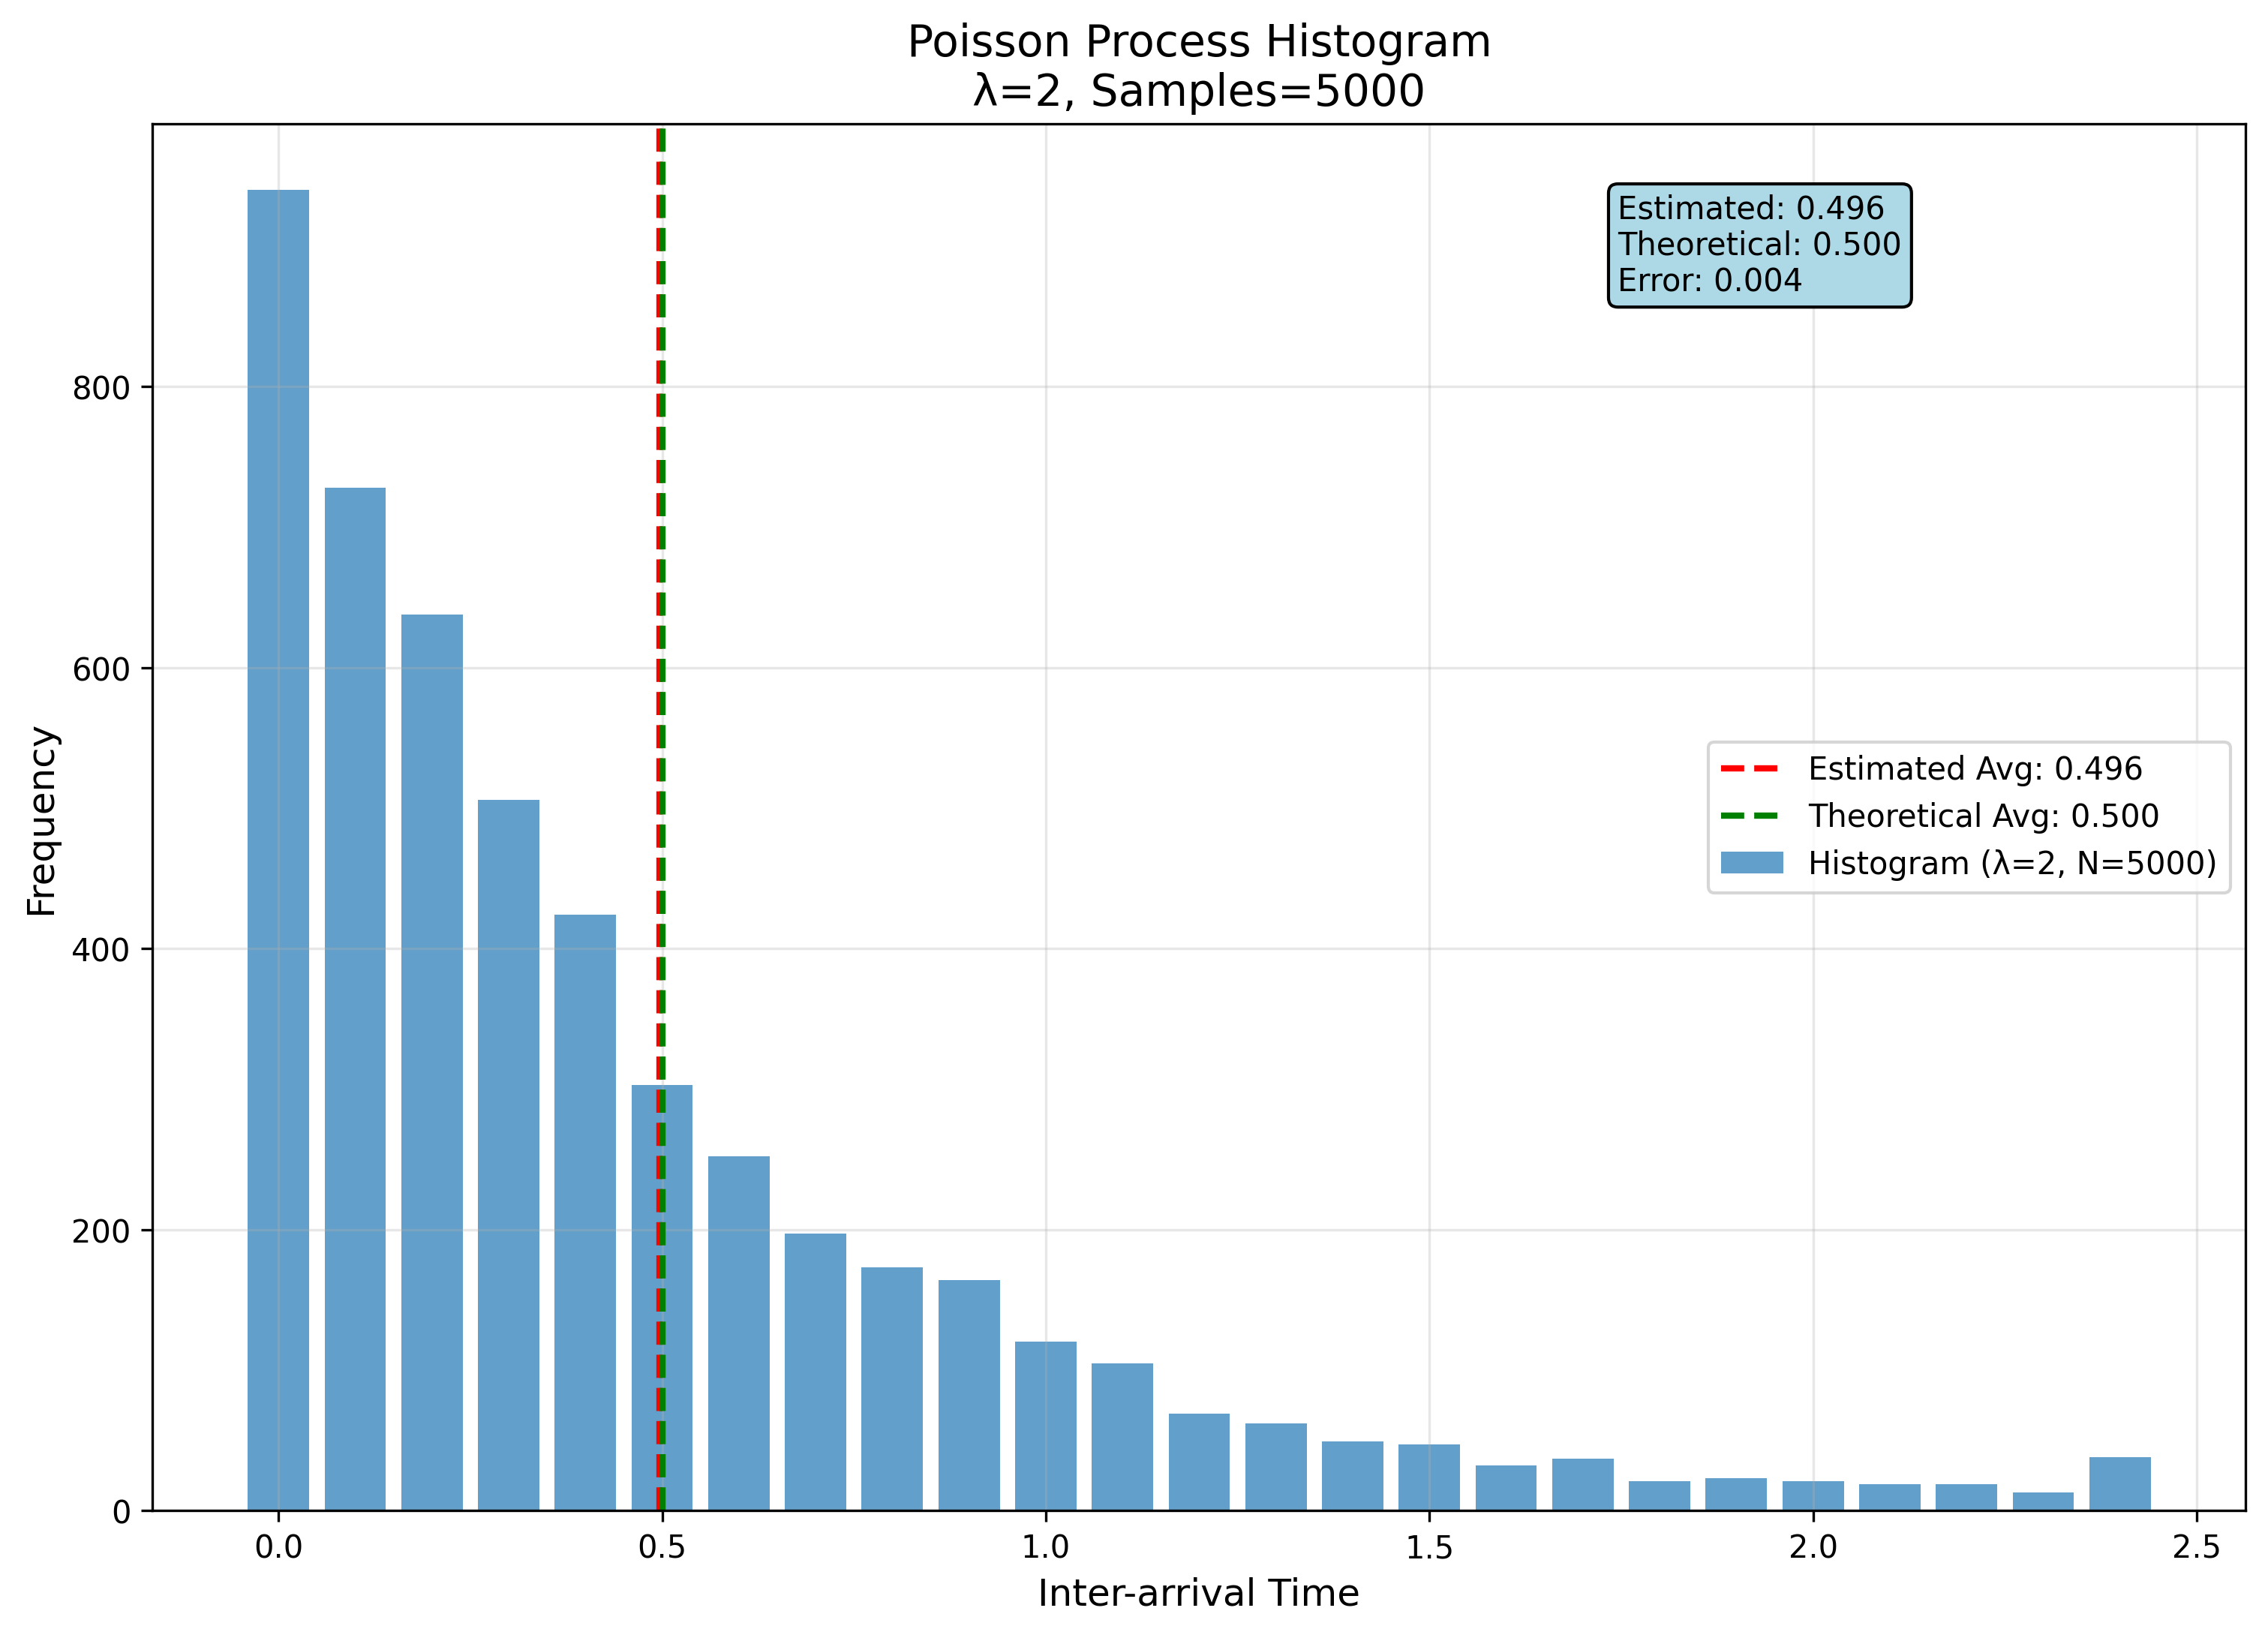 Poisson Process Histogram
λ=2, Samples=5000
Estimated: 0.496
Theoretical: 0.500
Error: 0.004
800
600
400
200
0
Frequency
Estimated Avg: 0.496
Theoretical Avg: 0.500
Histogram (λ=2, N=5000)
0.0 0.5 1.0 1.5 2.0 2.5
Inter-arrival Time